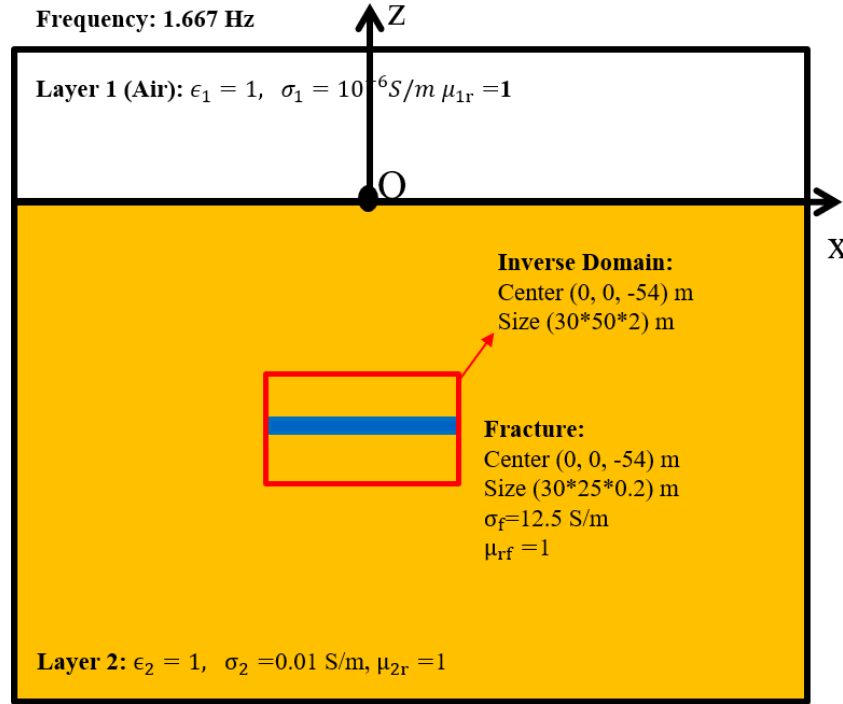 Frequency: 1.667 Hz
Z
Layer 1 (Air): ϵ₁ = 1, σ₁ = 10⁻⁶S/m μ₁ᵣ =1
O
X
Inverse Domain:
Center (0, 0, -54) m
Size (30*50*2) m
Fracture:
Center (0, 0, -54) m
Size (30*25*0.2) m
σf=12.5 S/m
μrf =1
Layer 2: ϵ₂ = 1, σ₂ =0.01 S/m, μ₂ᵣ =1